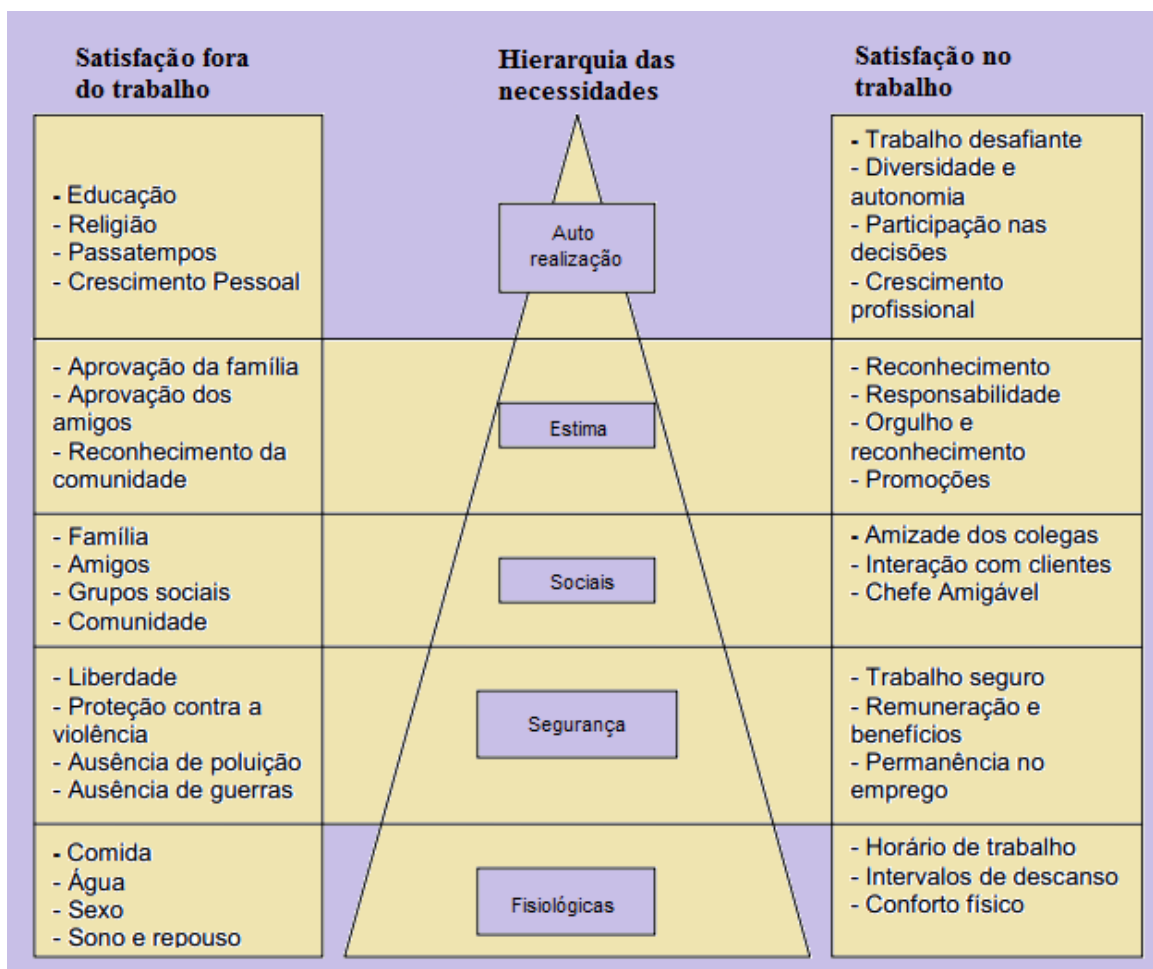 Satisfação fora
do trabalho
Hierarquia das
necessidades
Satisfação no
trabalho
- Educação
- Religião
- Passatempos
- Crescimento Pessoal
Auto
realização
- Trabalho desafiante
- Diversidade e
autonomia
- Participação nas
decisões
- Crescimento
profissional
- Aprovação da família
- Aprovação dos
amigos
- Reconhecimento da
comunidade
Estima
- Reconhecimento
- Responsabilidade
- Orgulho e
reconhecimento
- Promoções
- Família
- Amigos
- Grupos sociais
- Comunidade
Sociais
- Amizade dos colegas
- Interação com clientes
- Chefe Amigável
- Liberdade
- Proteção contra a
violência
- Ausência de poluição
- Ausência de guerras
Segurança
- Trabalho seguro
- Remuneração e
benefícios
- Permanência no
emprego
- Comida
- Água
- Sexo
- Sono e repouso
Fisiológicas
- Horário de trabalho
- Intervalos de descanso
- Conforto físico